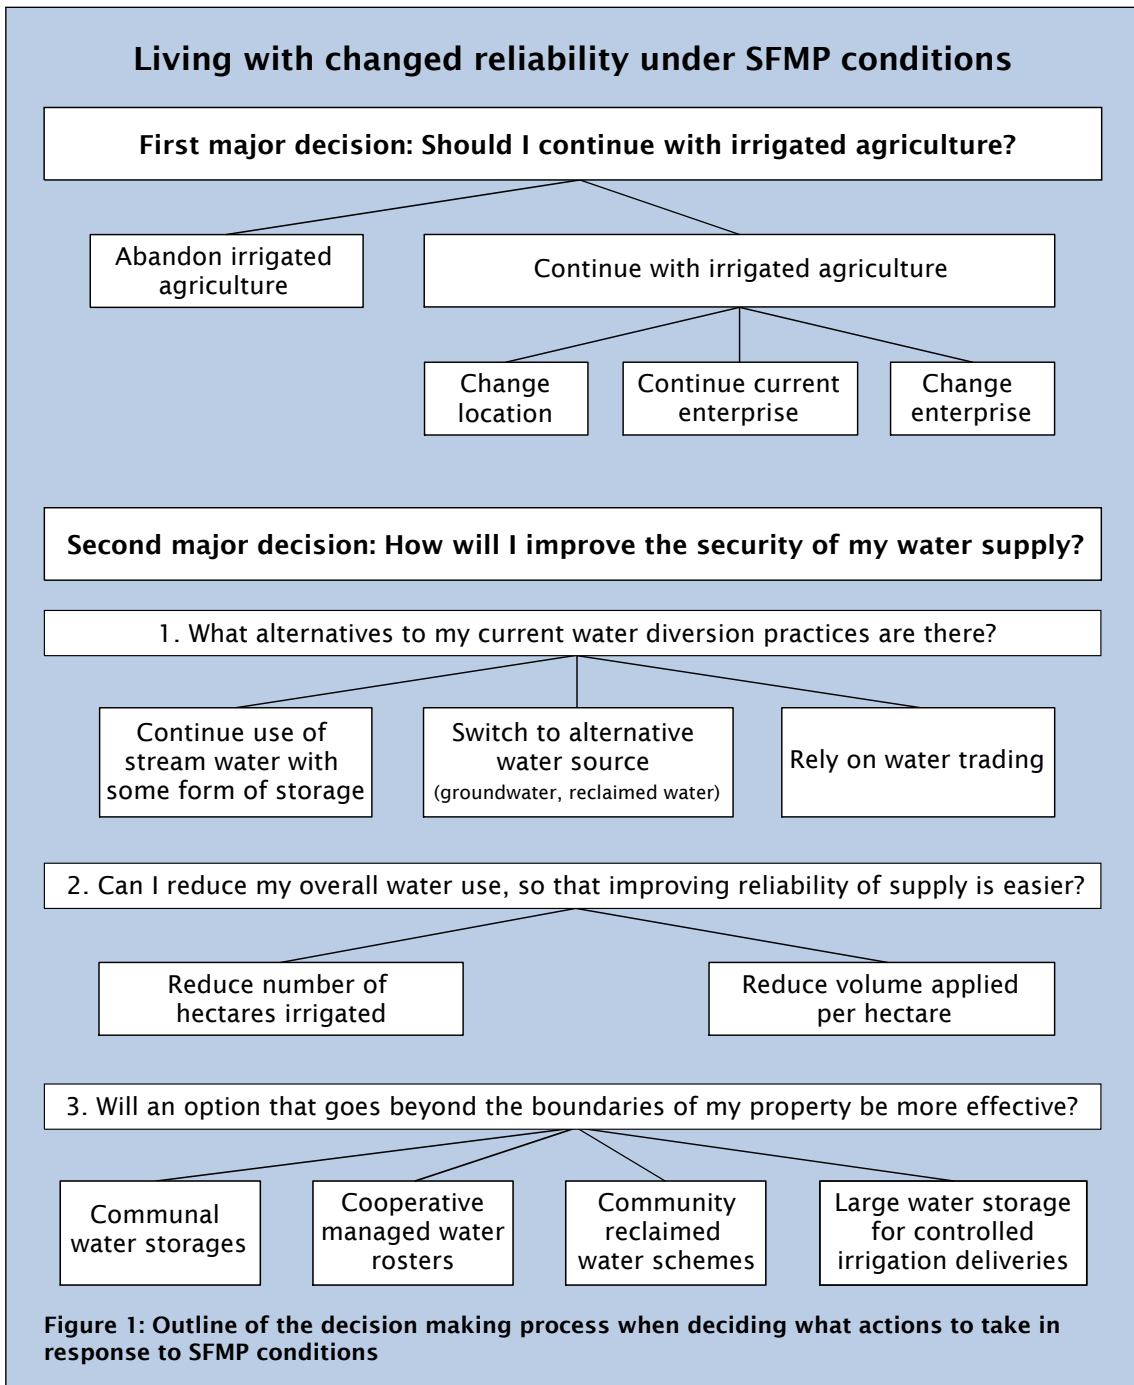 Living with changed reliability under SFMP conditions
First major decision: Should I continue with irrigated agriculture?
Abandon irrigated
agriculture
Continue with irrigated agriculture
Change
location
Continue current
enterprise
Change
enterprise
Second major decision: How will I improve the security of my water supply?
1. What alternatives to my current water diversion practices are there?
Continue use of
stream water with
some form of storage
Switch to alternative
water source
(groundwater, reclaimed water)
Rely on water trading
2. Can I reduce my overall water use, so that improving reliability of supply is easier?
Reduce number of
hectares irrigated
Reduce volume applied
per hectare
3. Will an option that goes beyond the boundaries of my property be more effective?
Communal
water storages
Cooperative
managed water
rosters
Community
reclaimed
water schemes
Large water storage
for controlled
irrigation deliveries
Figure 1: Outline of the decision making process when deciding what actions to take in
response to SFMP conditions